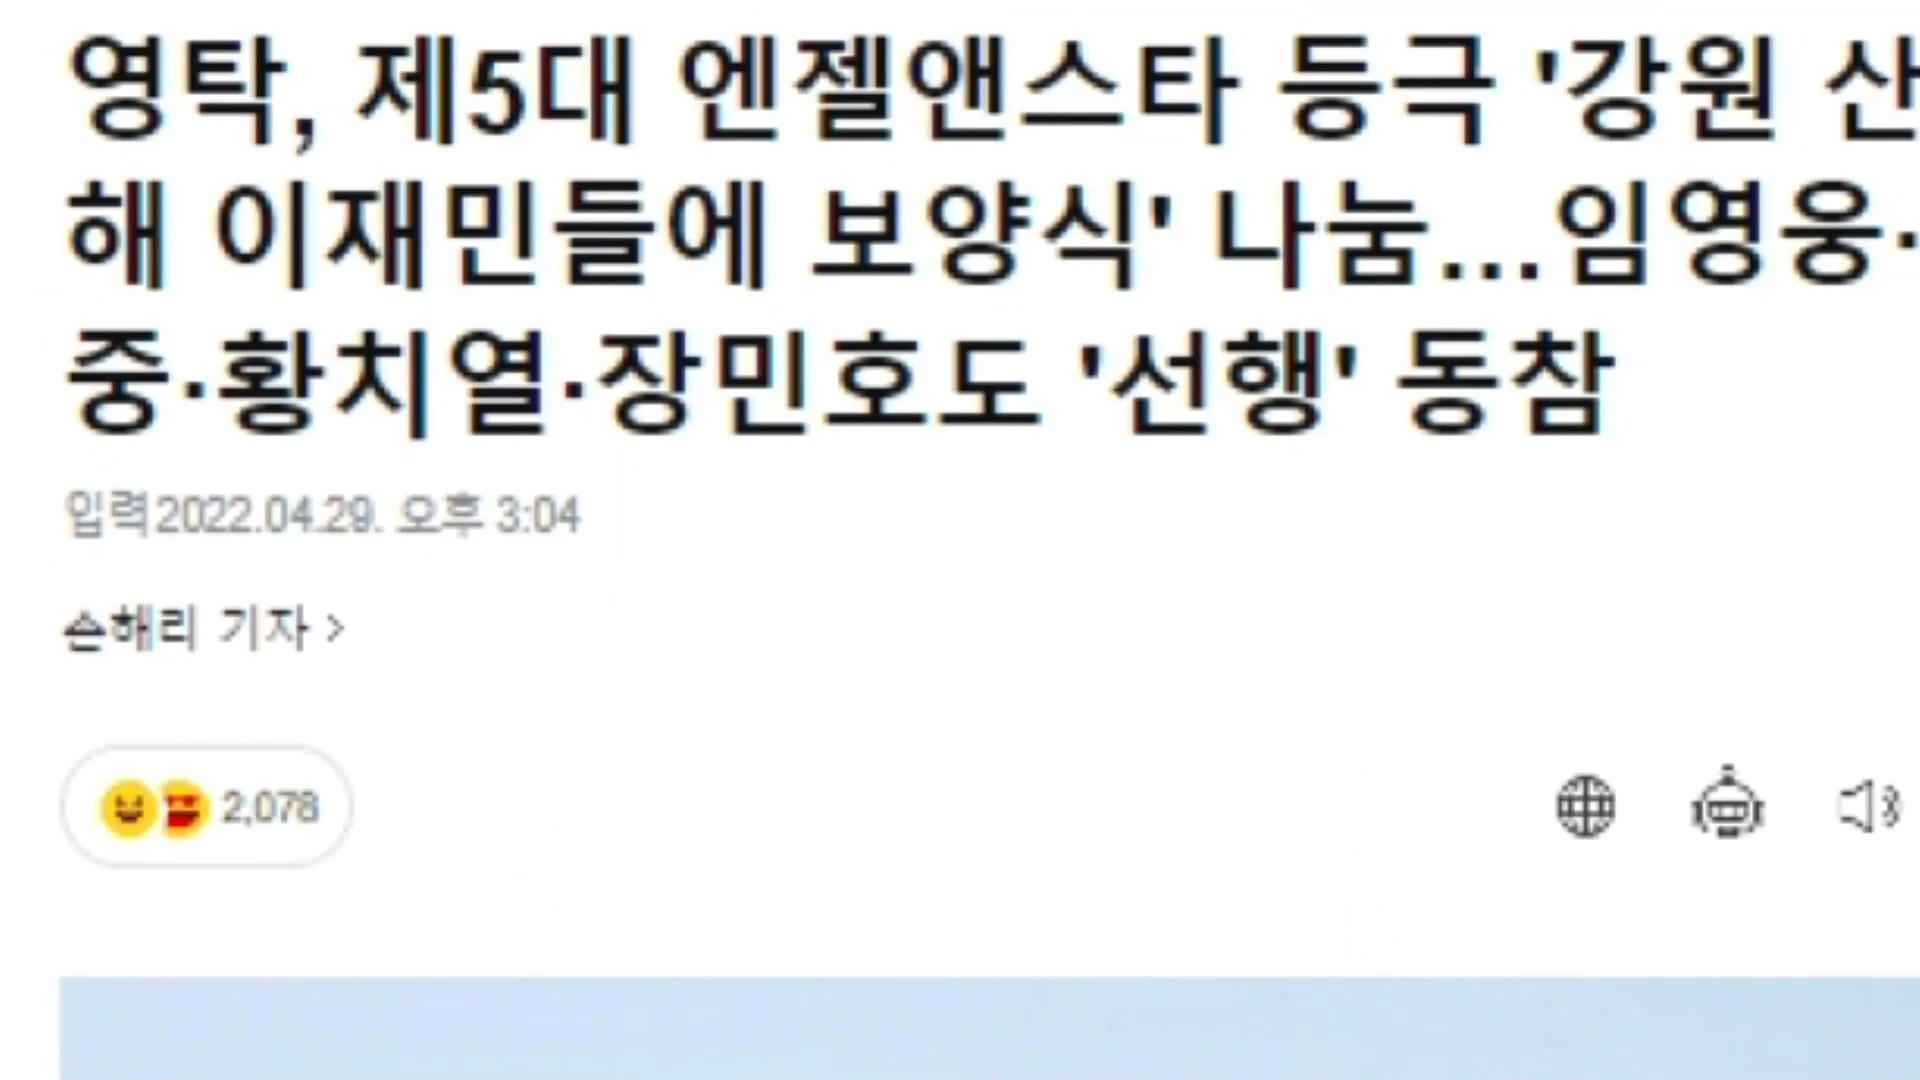 영탁, 제5대 엔젤앤스타 등극 '강원 산
해 이재민들에 보양식' 나눔...임영웅·
중·황치열·장민호도 '선행' 동참
입력2022.04.29. 오후 3:04
손해리 기자 >
2,078